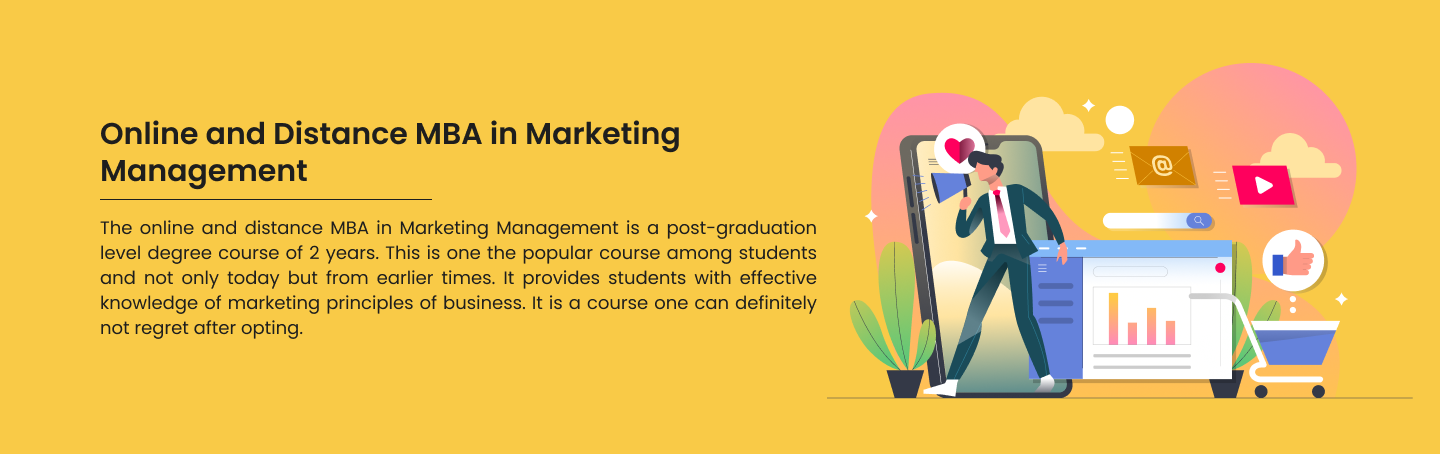 Online and Distance MBA in Marketing
Management
The online and distance MBA in Marketing Management is a post-graduation
level degree course of 2 years. This is one the popular course among students
and not only today but from earlier times. It provides students with effective
knowledge of marketing principles of business. It is a course one can definitely
not regret after opting.
@